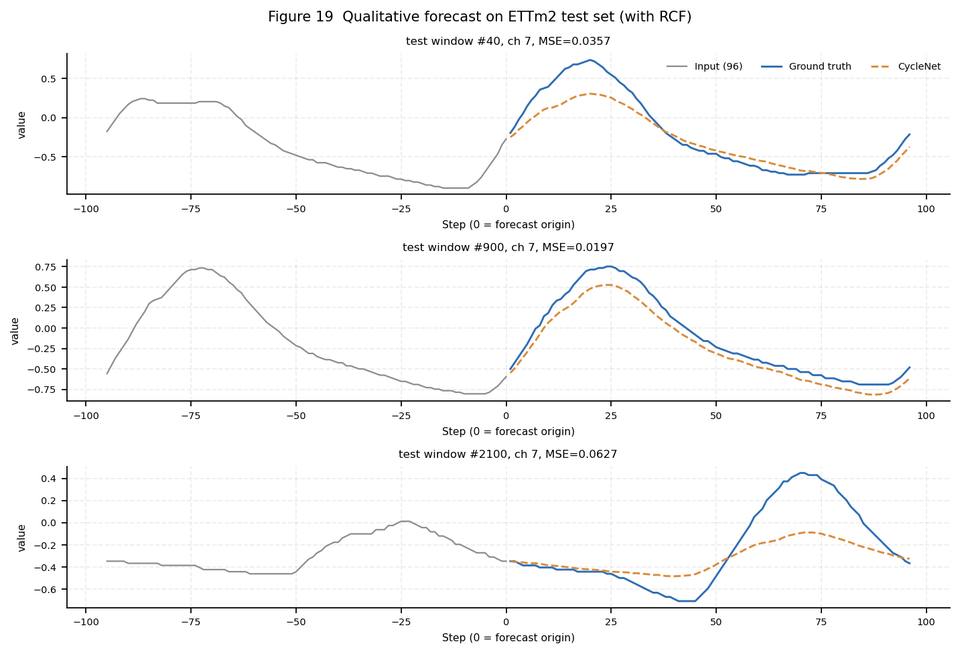 Figure 19  Qualitative forecast on ETTm2 test set (with RCF)
test window #40, ch 7, MSE=0.0357
Input (96)  Ground truth  CycleNet
0.5
0.0
−0.5
value
−100 −75 −50 −25 0 25 50 75 100
Step (0 = forecast origin)
test window #900, ch 7, MSE=0.0197
0.75
0.50
0.25
0.00
−0.25
−0.50
−0.75
value
−100 −75 −50 −25 0 25 50 75 100
Step (0 = forecast origin)
test window #2100, ch 7, MSE=0.0627
0.4
0.2
0.0
−0.2
−0.4
−0.6
value
−100 −75 −50 −25 0 25 50 75 100
Step (0 = forecast origin)